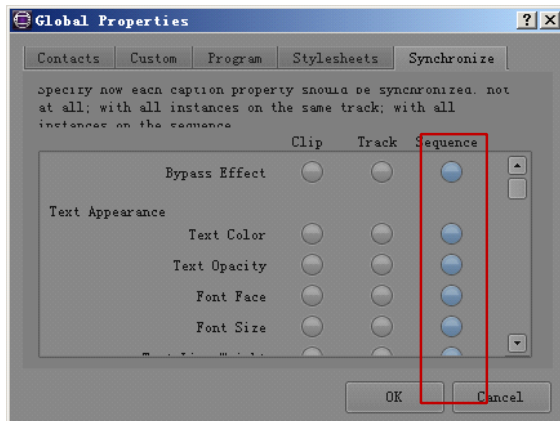 Global Properties
Contacts Custom Program Stylesheets Synchronize
Specify how each caption property should be synchronized. not
at all; with all instances on the same track; with all
instances on the sequence
Clip Track Sequence
Bypass Effect
Text Appearance
Text Color
Text Opacity
Font Face
Font Size
OK Cancel